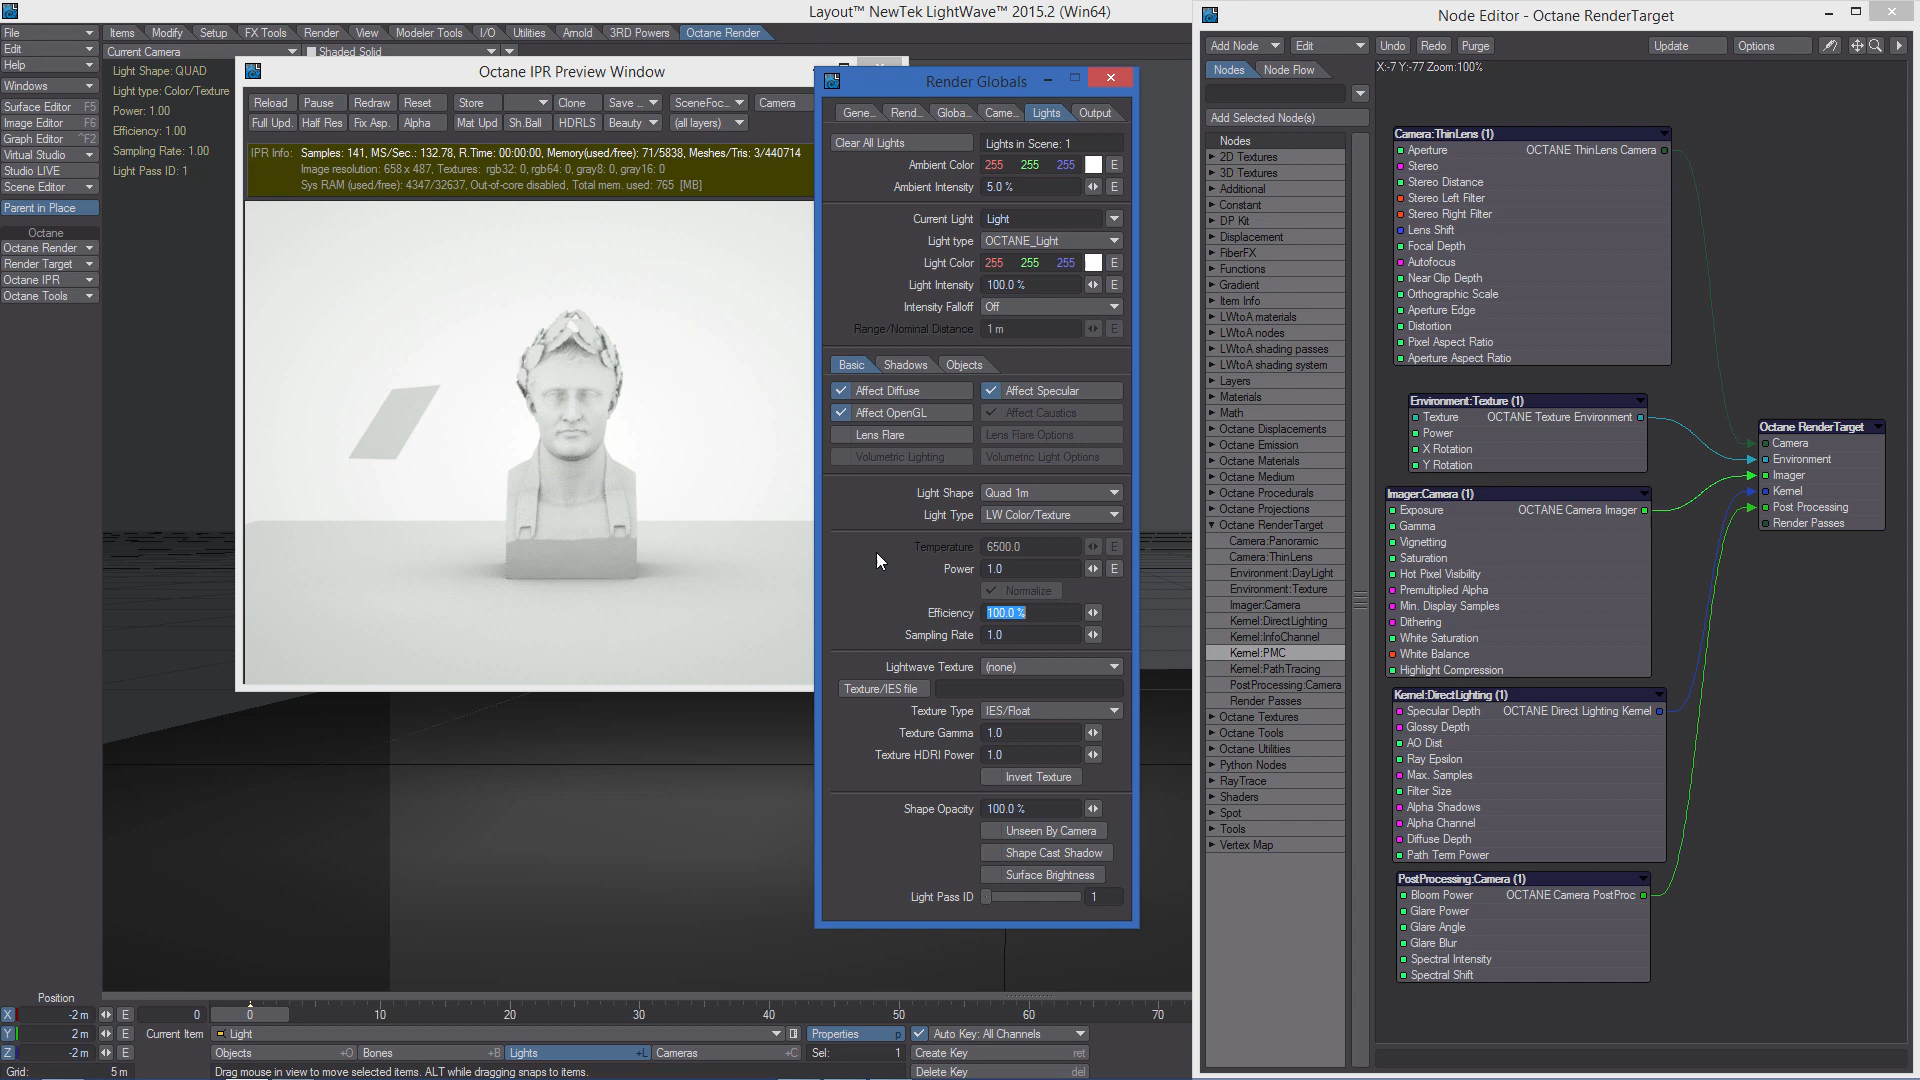 Layout™ NewTek LightWave™ 2015.2 (Win64)
File
Items Modify Setup FX Tools Render View Modeler Tools I/O Utilities Arnold 3RD Powers Octane Render
Edit
Current Camera Shaded Solid
Help
Windows
Surface Editor F5
Image Editor F6
Graph Editor ^F2
Virtual Studio
Studio LIVE
Scene Editor
Parent in Place
Octane
Octane Render
Render Target
Octane IPR
Octane Tools
Light Shape: QUAD
Light type: Color/Texture
Power: 1.00
Efficiency: 1.00
Sampling Rate: 1.00
Light Pass ID: 1
Octane IPR Preview Window
Reload Pause Redraw Reset Store Clone Save ... SceneFoc... Camera
Full Upd. Half Res Fix Asp. Alpha Mat Upd Sh.Ball HDRLS Beauty (all layers)
IPR Info: Samples: 141, MS/Sec.: 132.78, R.Time: 00:00:00, Memory(used/free): 71/5838, Meshes/Tris: 3/440714
Image resolution: 658 x 487, Textures: rgb32: 0, rgb64: 0, gray8: 0, gray16: 0
Sys RAM (used/free): 4347/32637, Out-of-core disabled, Total mem. used: 765 [MB]
Render Globals
Gene... Rend... Globa... Came... Lights Output
Clear All Lights Lights in Scene: 1
Ambient Color 255 255 255 E
Ambient Intensity 5.0 % E
Current Light Light
Light type OCTANE_Light
Light Color 255 255 255 E
Light Intensity 100.0 % E
Intensity Falloff Off
Range/Nominal Distance 1 m E
Basic Shadows Objects
Affect Diffuse Affect Specular
Affect OpenGL Affect Caustics
Lens Flare Lens Flare Options
Volumetric Lighting Volumetric Light Options
Light Shape Quad 1m
Light Type LW Color/Texture
Temperature 6500.0 E
Power 1.0 E
Normalize
Efficiency 100.0 %
Sampling Rate 1.0
Lightwave Texture (none)
Texture/IES file
Texture Type IES/Float
Texture Gamma 1.0
Texture HDRI Power 1.0
Invert Texture
Shape Opacity 100.0 %
Unseen By Camera
Shape Cast Shadow
Surface Brightness
Light Pass ID 1
Node Editor - Octane RenderTarget
Add Node Edit Undo Redo Purge Update Options
Nodes Node Flow X:-7 Y:-77 Zoom:100%
Add Selected Node(s)
Nodes
2D Textures
3D Textures
Additional
Constant
DP Kit
Displacement
FiberFX
Functions
Gradient
Item Info
LWtoA materials
LWtoA nodes
LWtoA shading passes
LWtoA shading system
Layers
Materials
Math
Octane Displacements
Octane Emission
Octane Materials
Octane Medium
Octane Procedurals
Octane Projections
Octane RenderTarget
Camera:Panoramic
Camera:ThinLens
Environment:DayLight
Environment:Texture
Imager:Camera
Kernel:DirectLighting
Kernel:InfoChannel
Kernel:PMC
Kernel:PathTracing
PostProcessing:Camera
Render Passes
Octane Textures
Octane Tools
Octane Utilities
Python Nodes
RayTrace
Shaders
Spot
Tools
Vertex Map
Camera:ThinLens (1)
Aperture OCTANE ThinLens Camera
Stereo
Stereo Distance
Stereo Left Filter
Stereo Right Filter
Lens Shift
Focal Depth
Autofocus
Near Clip Depth
Orthographic Scale
Aperture Edge
Distortion
Pixel Aspect Ratio
Aperture Aspect Ratio
Environment:Texture (1)
Texture OCTANE Texture Environment
Power
X Rotation
Y Rotation
Imager:Camera (1)
Exposure OCTANE Camera Imager
Gamma
Vignetting
Saturation
Hot Pixel Visibility
Premultiplied Alpha
Min. Display Samples
Dithering
White Saturation
White Balance
Highlight Compression
Kernel:DirectLighting (1)
Specular Depth OCTANE Direct Lighting Kernel
Glossy Depth
AO Dist
Ray Epsilon
Max. Samples
Filter Size
Alpha Shadows
Alpha Channel
Diffuse Depth
Path Term Power
PostProcessing:Camera (1)
Bloom Power OCTANE Camera PostProc
Glare Power
Glare Angle
Glare Blur
Spectral Intensity
Spectral Shift
Octane RenderTarget
Camera
Environment
Imager
Kernel
Post Processing
Render Passes
Position
X -2 m E 0 0 10 20 30 40 50 60 70
Y 2 m E Current Item Light Properties p Auto Key: All Channels
Z -2 m E Objects +O Bones +B Lights +L Cameras +C Sel: 1 Create Key ret
Grid: 5 m Drag mouse in view to move selected items. ALT while dragging snaps to items. Delete Key del